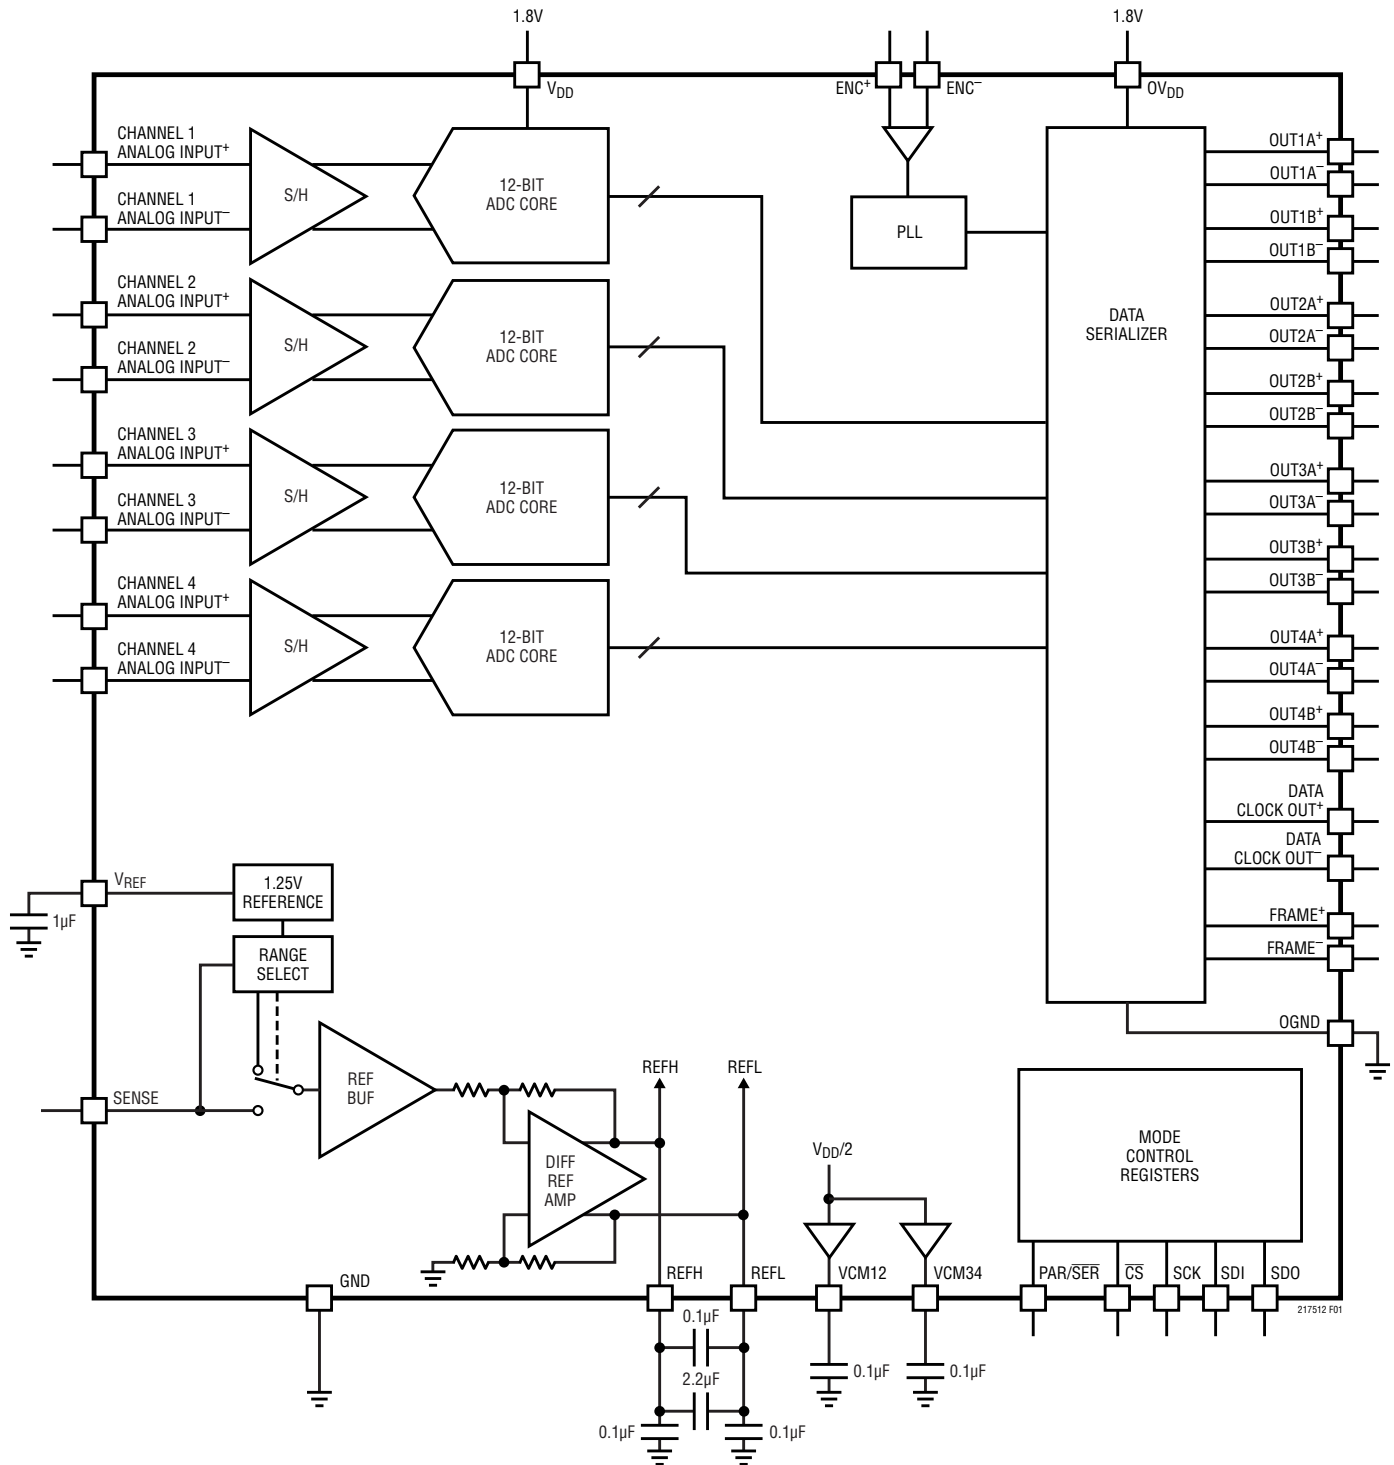 1.8V
1.8V
VDD
ENC+
ENC–
OVDD
CHANNEL 1
ANALOG INPUT+
CHANNEL 1
ANALOG INPUT–
S/H
12-BIT
ADC CORE
PLL
OUT1A+
OUT1A–
OUT1B+
OUT1B–
CHANNEL 2
ANALOG INPUT+
CHANNEL 2
ANALOG INPUT–
S/H
12-BIT
ADC CORE
DATA
SERIALIZER
OUT2A+
OUT2A–
OUT2B+
OUT2B–
CHANNEL 3
ANALOG INPUT+
CHANNEL 3
ANALOG INPUT–
S/H
12-BIT
ADC CORE
OUT3A+
OUT3A–
OUT3B+
OUT3B–
CHANNEL 4
ANALOG INPUT+
CHANNEL 4
ANALOG INPUT–
S/H
12-BIT
ADC CORE
OUT4A+
OUT4A–
OUT4B+
OUT4B–
DATA
CLOCK OUT+
DATA
CLOCK OUT–
FRAME+
FRAME–
OGND
VREF
1µF
1.25V
REFERENCE
RANGE
SELECT
SENSE
REF
BUF
REFH
REFL
DIFF
REF
AMP
VDD/2
MODE
CONTROL
REGISTERS
GND
REFH
REFL
VCM12
VCM34
PAR/SER
CS
SCK
SDI
SDO
217512 F01
0.1µF
2.2µF
0.1µF
0.1µF
0.1µF
0.1µF